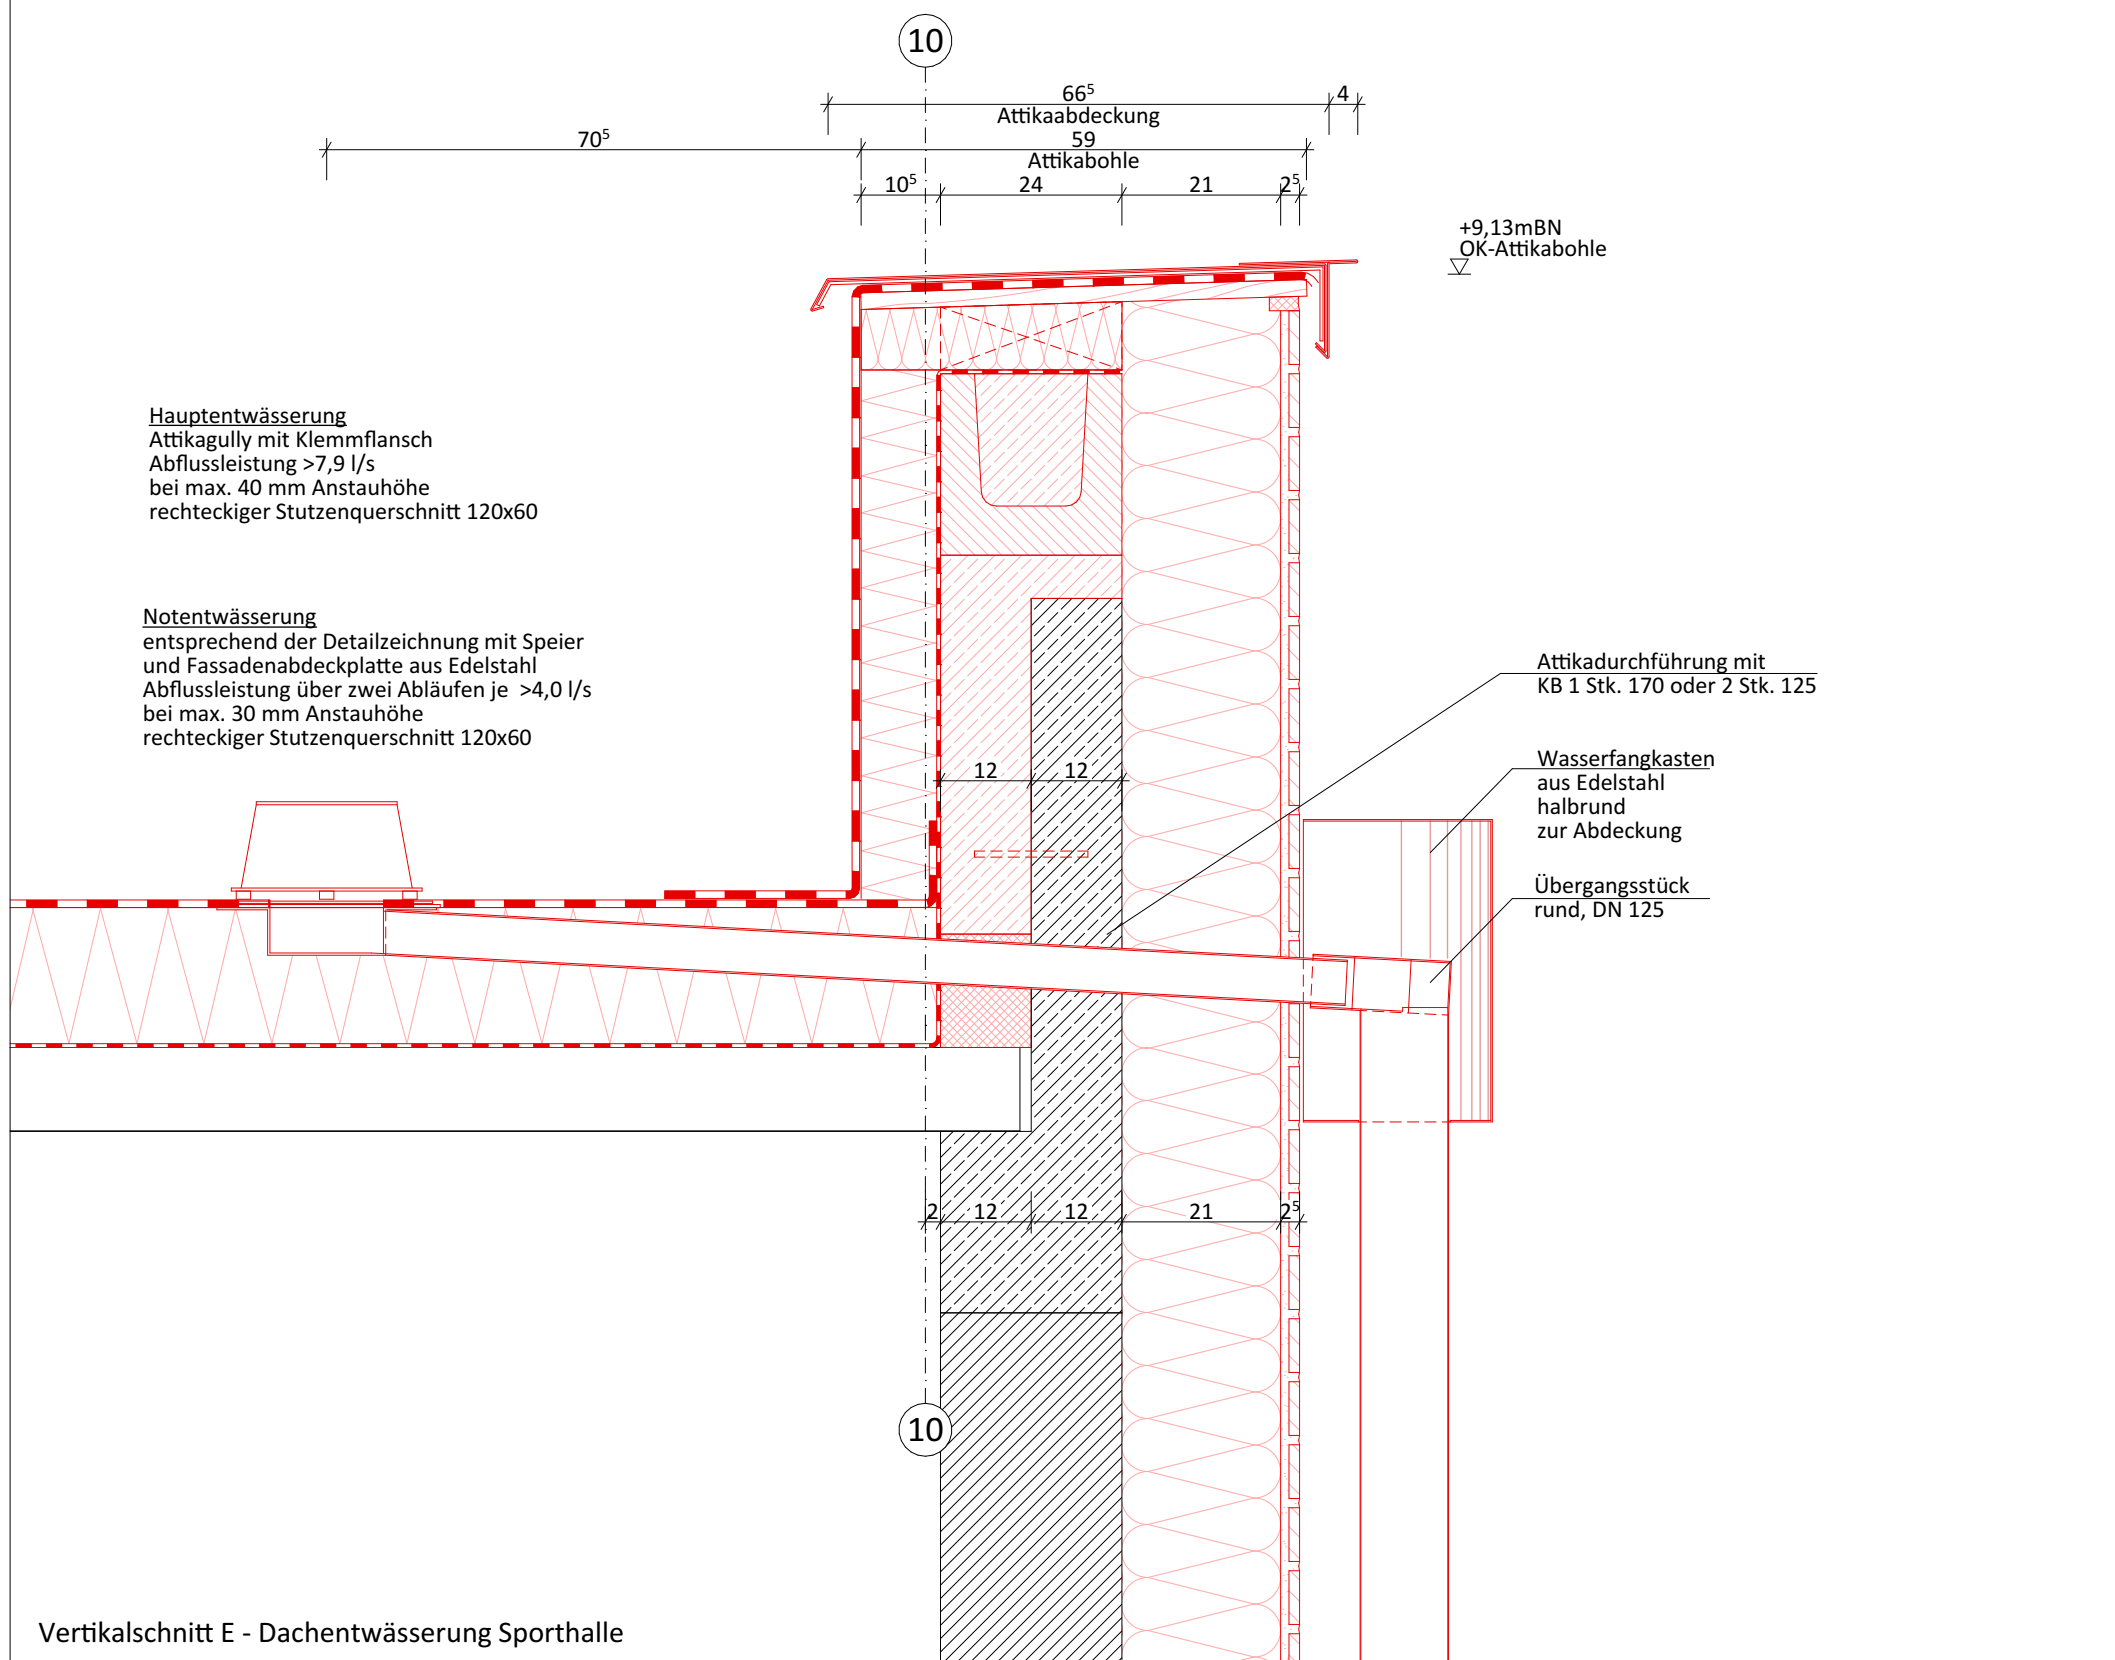 10
66⁵
4
Attikaabdeckung
70⁵
59
Attikabohle
10⁵
24
21
2⁵
+9,13mBN
OK-Attikabohle
Hauptentwässerung
Attikagully mit Klemmflansch
Abflussleistung >7,9 l/s
bei max. 40 mm Anstauhöhe
rechteckiger Stutzenquerschnitt 120x60
Notentwässerung
entsprechend der Detailzeichnung mit Speier
und Fassadenabdeckplatte aus Edelstahl
Abflussleistung über zwei Abläufen je >4,0 l/s
bei max. 30 mm Anstauhöhe
rechteckiger Stutzenquerschnitt 120x60
Attikadurchführung mit
KB 1 Stk. 170 oder 2 Stk. 125
Wasserfangkasten
aus Edelstahl
halbrund
zur Abdeckung
12
12
Übergangsstück
rund, DN 125
2
12
12
21
2⁵
10
Vertikalschnitt E - Dachentwässerung Sporthalle